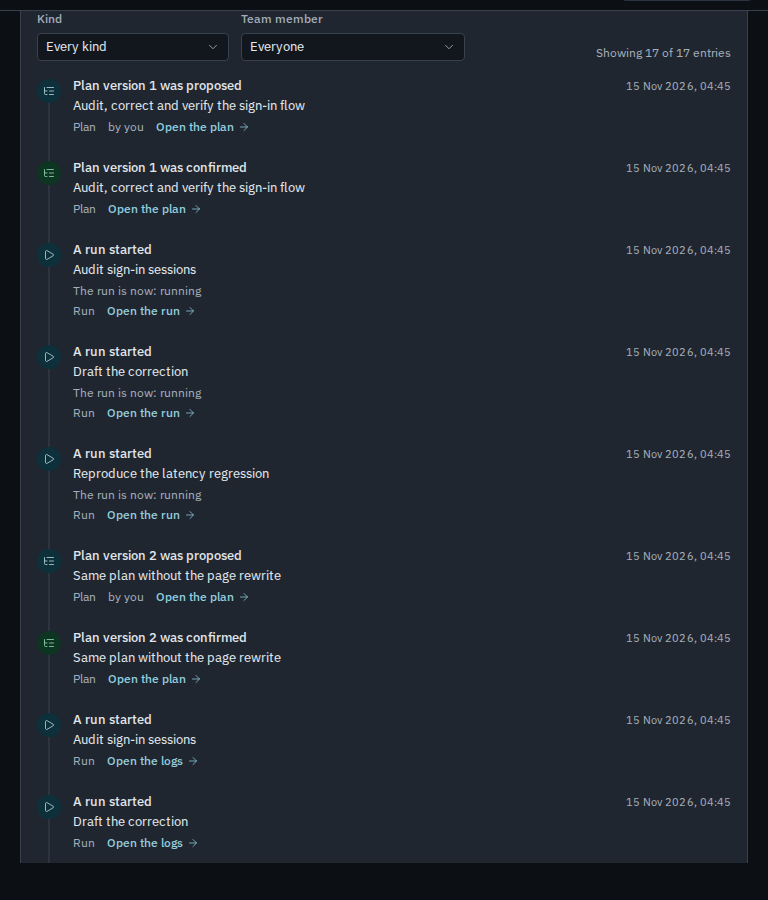 Kind
Team member
Every kind
Everyone
Showing 17 of 17 entries
Plan version 1 was proposed
15 Nov 2026, 04:45
Audit, correct and verify the sign-in flow
Plan by you Open the plan →
Plan version 1 was confirmed
15 Nov 2026, 04:45
Audit, correct and verify the sign-in flow
Plan Open the plan →
A run started
15 Nov 2026, 04:45
Audit sign-in sessions
The run is now: running
Run Open the run →
A run started
15 Nov 2026, 04:45
Draft the correction
The run is now: running
Run Open the run →
A run started
15 Nov 2026, 04:45
Reproduce the latency regression
The run is now: running
Run Open the run →
Plan version 2 was proposed
15 Nov 2026, 04:45
Same plan without the page rewrite
Plan by you Open the plan →
Plan version 2 was confirmed
15 Nov 2026, 04:45
Same plan without the page rewrite
Plan Open the plan →
A run started
15 Nov 2026, 04:45
Audit sign-in sessions
Run Open the logs →
A run started
15 Nov 2026, 04:45
Draft the correction
Run Open the logs →